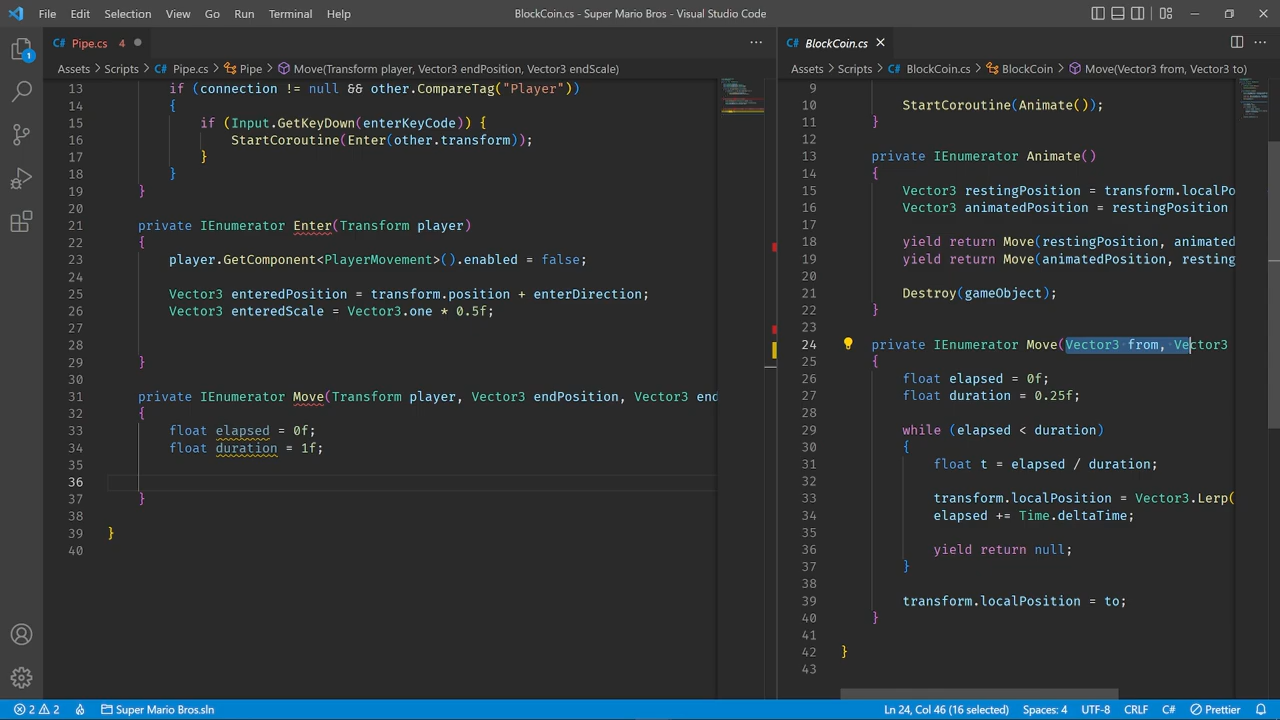 File Edit Selection View Go Run Terminal Help
BlockCoin.cs - Super Mario Bros - Visual Studio Code
C# Pipe.cs 4
Assets > Scripts > C# Pipe.cs > Pipe > Move(Transform player, Vector3 endPosition, Vector3 endScale)
13 if (connection != null && other.CompareTag("Player"))
14 {
15 if (Input.GetKeyDown(enterKeyCode)) {
16 StartCoroutine(Enter(other.transform));
17 }
18 }
19 }
20
21 private IEnumerator Enter(Transform player)
22 {
23 player.GetComponent<PlayerMovement>().enabled = false;
24
25 Vector3 enteredPosition = transform.position + enterDirection;
26 Vector3 enteredScale = Vector3.one * 0.5f;
28
29 }
30
31 private IEnumerator Move(Transform player, Vector3 endPosition, Vector3 end
32 {
33 float elapsed = 0f;
34 float duration = 1f;
35
36
37 }
38
39 }
40
C# BlockCoin.cs
Assets > Scripts > C# BlockCoin.cs > BlockCoin > Move(Vector3 from, Vector3 to)
9
10 StartCoroutine(Animate());
11 }
12
13 private IEnumerator Animate()
14 {
15 Vector3 restingPosition = transform.localPo
16 Vector3 animatedPosition = restingPosition
17
18 yield return Move(restingPosition, animated
19 yield return Move(animatedPosition, resting
20
21 Destroy(gameObject);
22 }
23
24 private IEnumerator Move(Vector3 from, Vector3
25 {
26 float elapsed = 0f;
27 float duration = 0.25f;
28
29 while (elapsed < duration)
30 {
31 float t = elapsed / duration;
32
33 transform.localPosition = Vector3.Lerp(
34 elapsed += Time.deltaTime;
35
36 yield return null;
37 }
38
39 transform.localPosition = to;
40 }
41
42 }
43
1
2 2 Super Mario Bros.sln
Ln 24, Col 46 (16 selected) Spaces: 4 UTF-8 CRLF C# Prettier